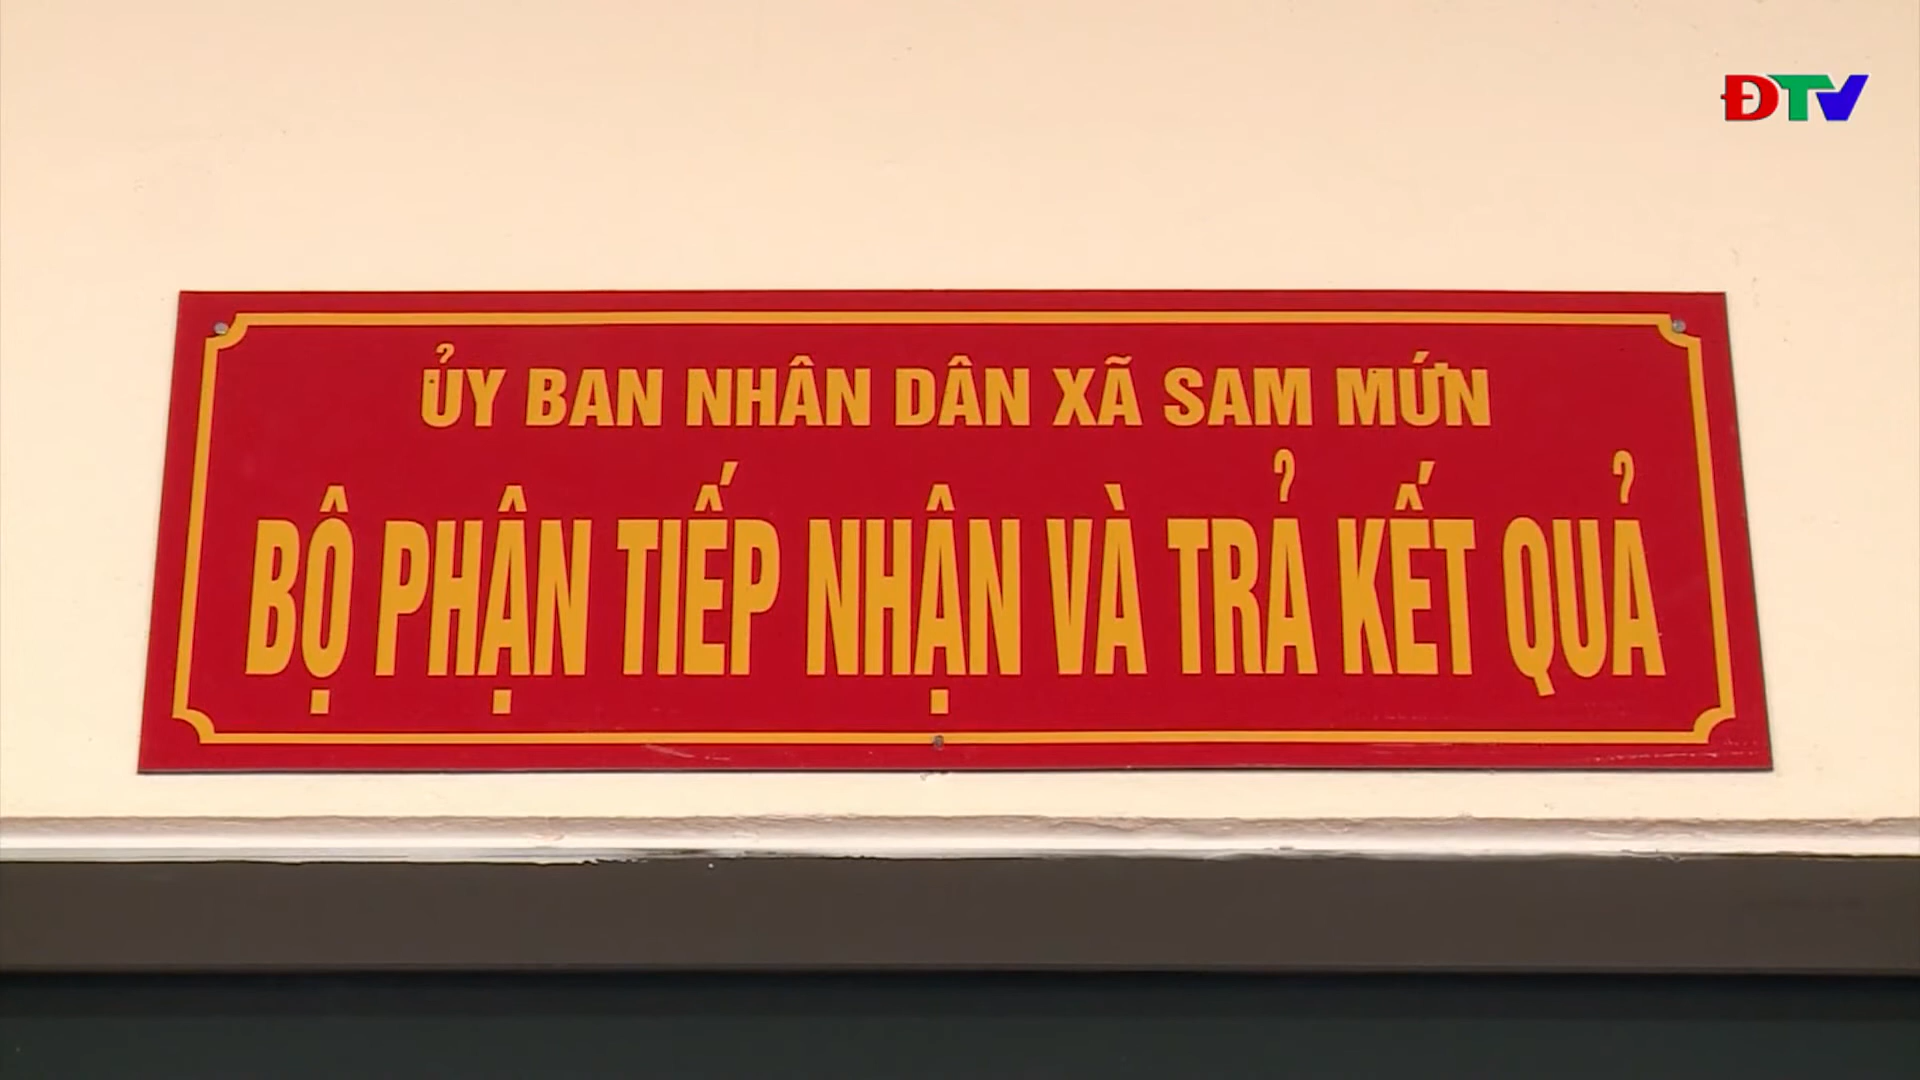 ĐTV
ỦY BAN NHÂN DÂN XÃ SAM MỨN
BỘ PHẬN TIẾP NHẬN VÀ TRẢ KẾT QUẢ